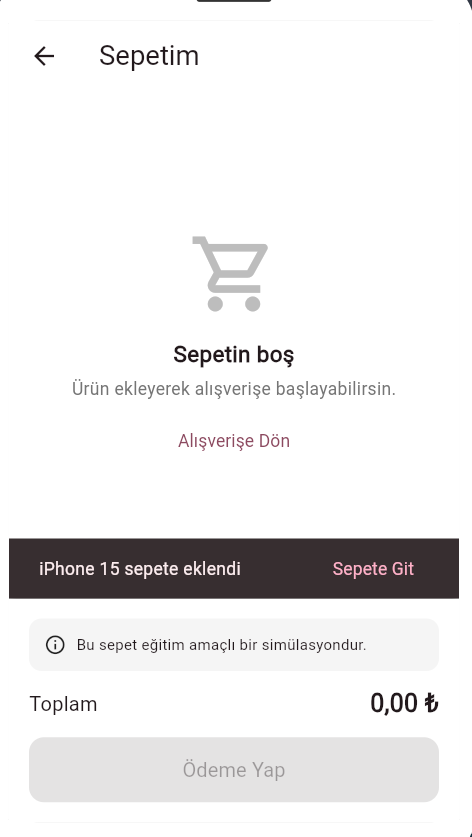 Sepetim
Sepetin boş
Ürün ekleyerek alışverişe başlayabilirsin.
Alışverişe Dön
iPhone 15 sepete eklendi Sepete Git
Bu sepet eğitim amaçlı bir simülasyondur.
Toplam 0,00 ₺
Ödeme Yap